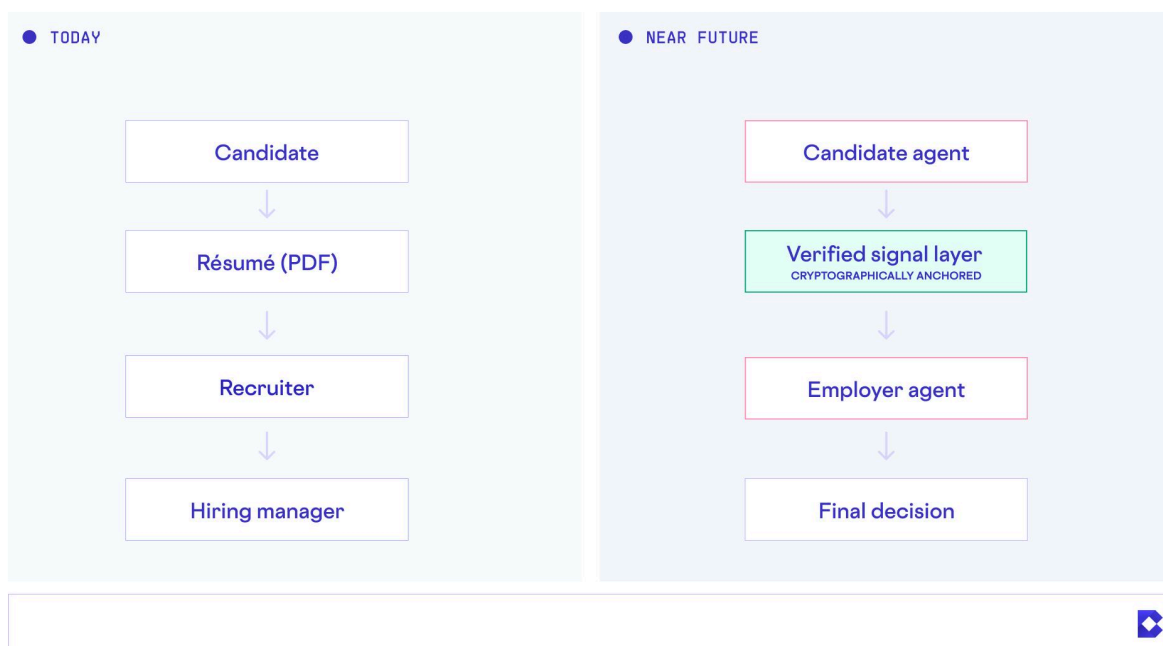 TODAY
Candidate
Résumé (PDF)
Recruiter
Hiring manager
NEAR FUTURE
Candidate agent
Verified signal layer
CRYPTOGRAPHICALLY ANCHORED
Employer agent
Final decision